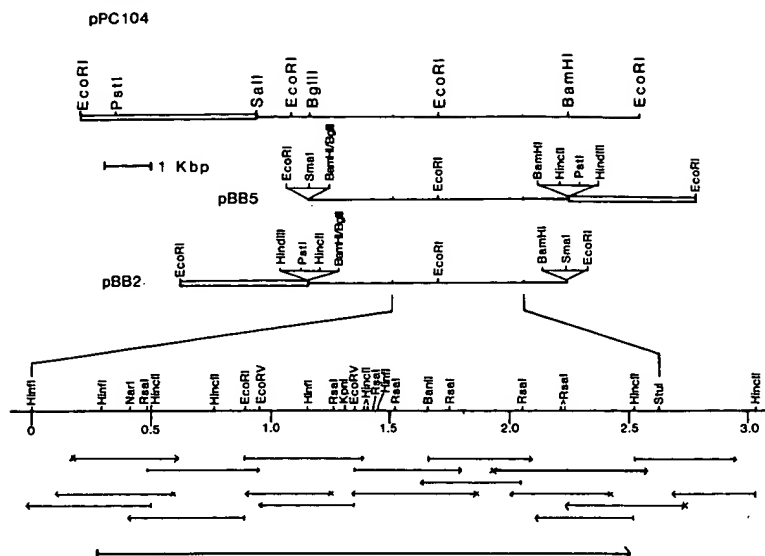 pPC104
EcoRI
PstI
SalI
EcoRI
BglII
EcoRI
BamHI
EcoRI
1 Kbp
pBB5
EcoRI
SmaI
BamHI/BglII
EcoRI
BamHI
HincII
PstI
HindIII
EcoRI
pBB2
EcoRI
HindIII
PstI
HincII
BamHI/BglII
EcoRI
BamHI
SmaI
EcoRI
HinfI
HinfI
NarI
RsaI
HincII
HincII
EcoRI
EcoRV
HinfI
RsaI
KpnI
EcoRV
>HincII
RsaI
HinfI
RsaI
BanII
RsaI
RsaI
>RsaI
HincII
StuI
HincII
0 0.5 1.0 1.5 2.0 2.5 3.0